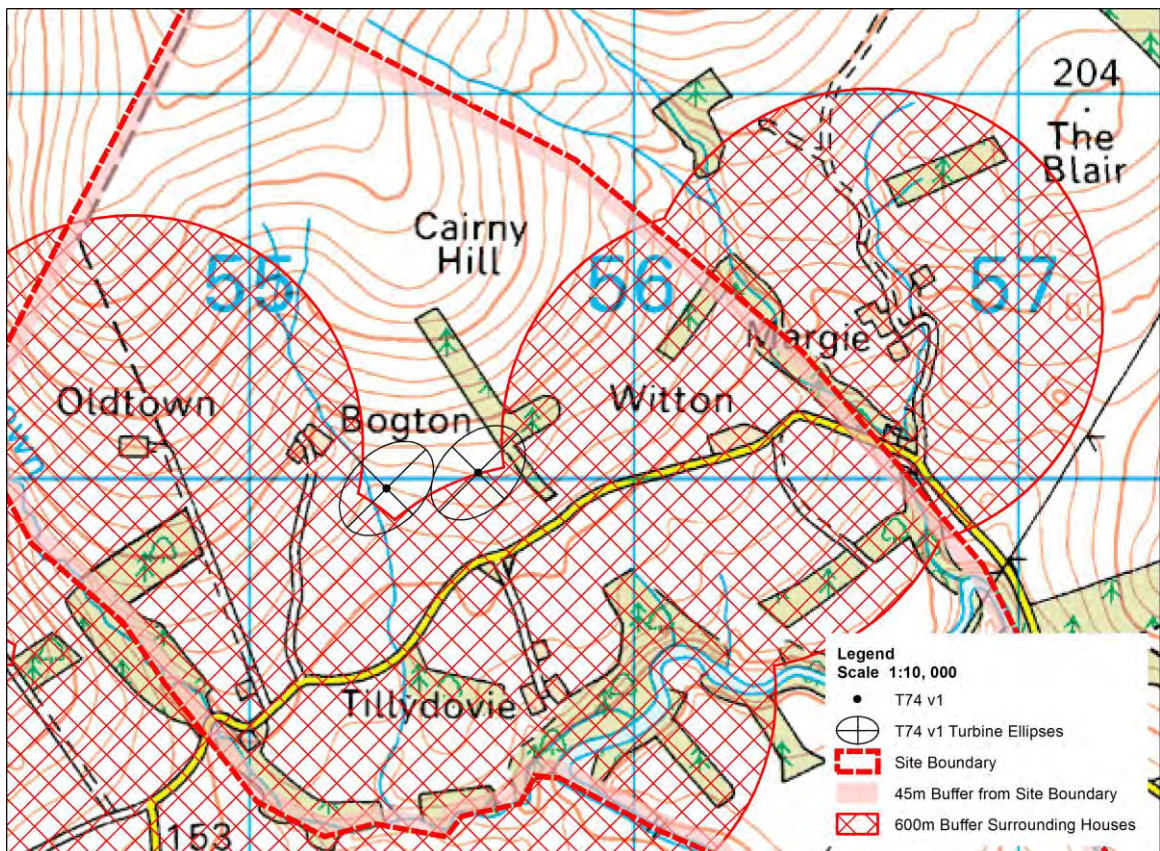 204
The
Blair
Cairny
Hill
55
56
57
Margie
Oldtown
Bogton
Witton
Tillydovie
153
Legend
Scale 1:10, 000
T74 v1
T74 v1 Turbine Ellipses
Site Boundary
45m Buffer from Site Boundary
600m Buffer Surrounding Houses